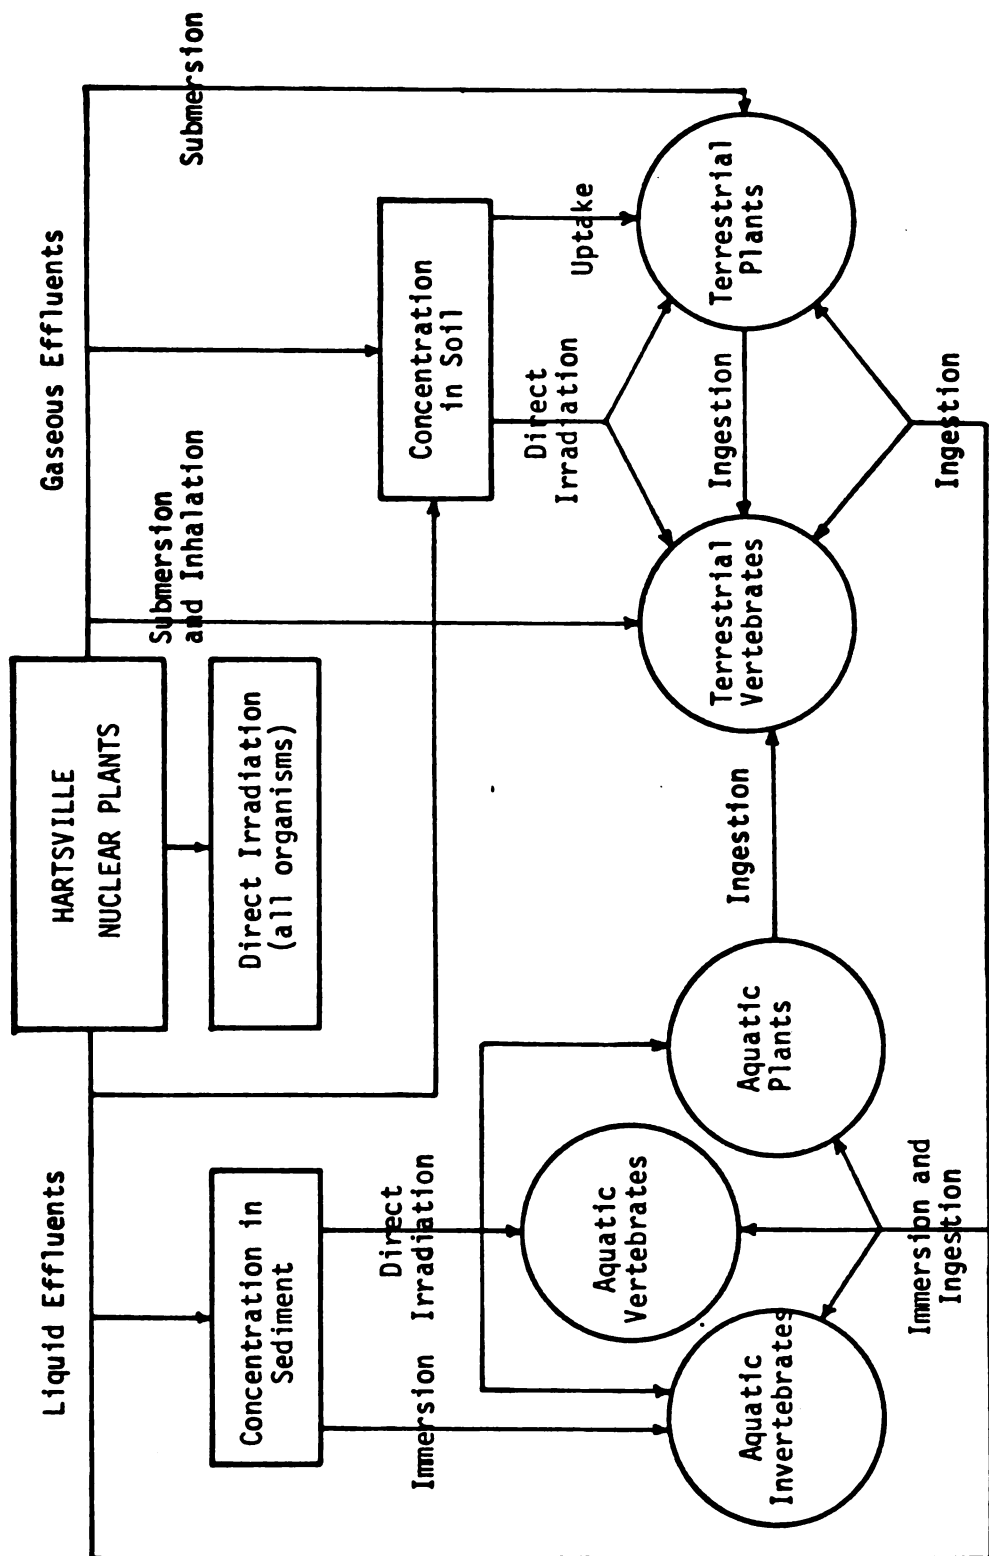 HARTSVILLE
NUCLEAR PLANTS
Liquid Effluents
Gaseous Effluents
Direct Irradiation
(all organisms)
Submersion
and Inhalation
Submersion
Concentration in
Sediment
Concentration
in Soil
Immersion
Direct
Irradiation
Direct
Irradiation
Uptake
Aquatic
Vertebrates
Aquatic
Invertebrates
Aquatic
Plants
Ingestion
Terrestrial
Vertebrates
Ingestion
Terrestrial
Plants
Immersion and
Ingestion
Ingestion